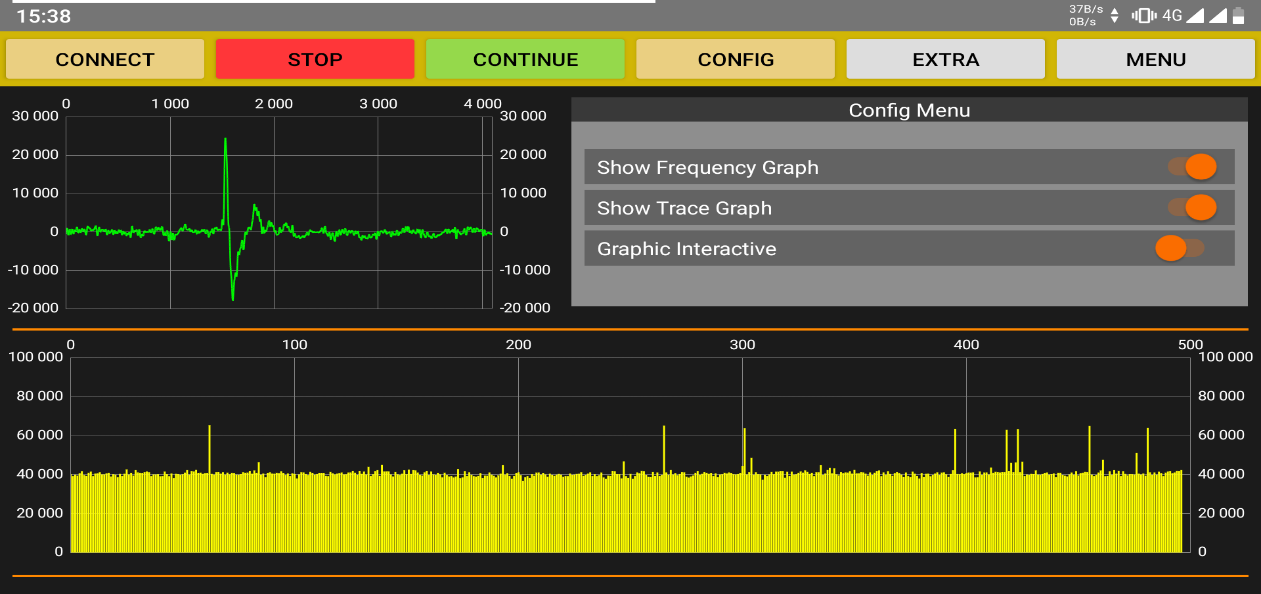 15:38
37B/s
0B/s
4G
CONNECT STOP CONTINUE CONFIG EXTRA MENU
0 1 000 2 000 3 000 4 000
30 000 30 000
20 000 20 000
10 000 10 000
0 0
-10 000 -10 000
-20 000 -20 000
Config Menu
Show Frequency Graph
Show Trace Graph
Graphic Interactive
0 100 200 300 400 500
100 000 100 000
80 000 80 000
60 000 60 000
40 000 40 000
20 000 20 000
0 0